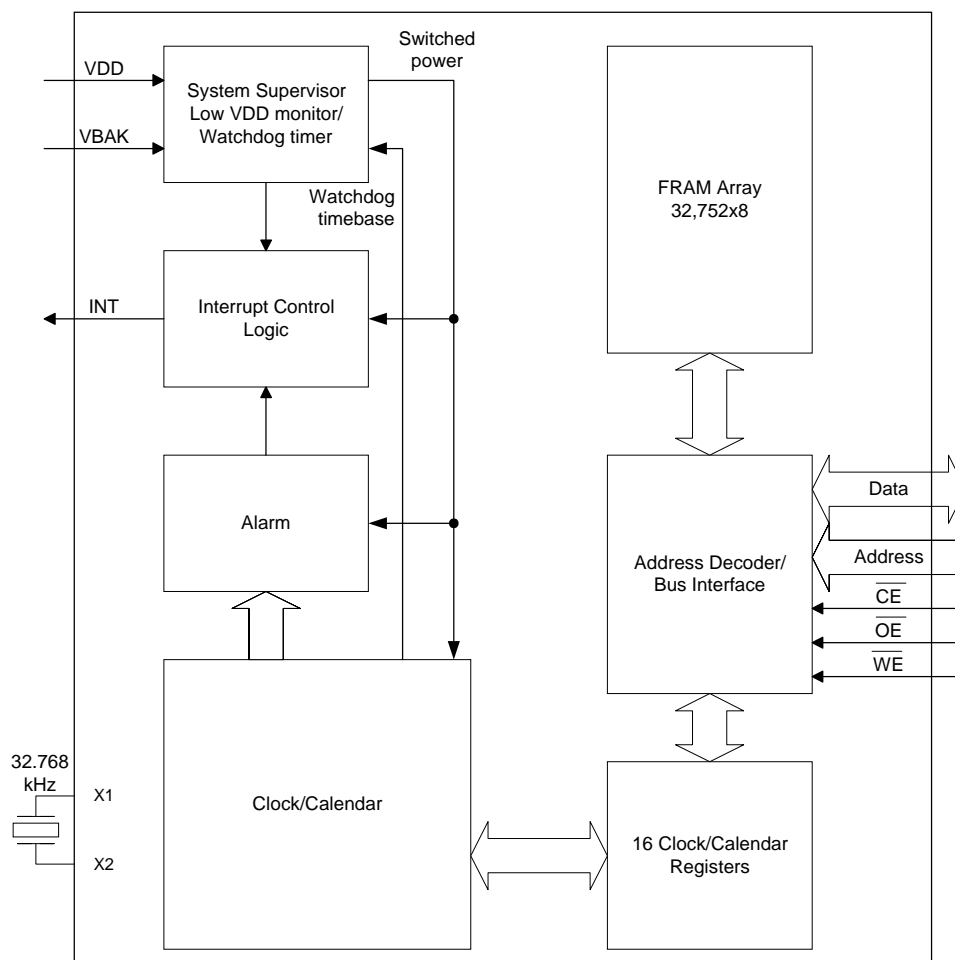 Switched
power
VDD
System Supervisor
Low VDD monitor/
Watchdog timer
VBAK
Watchdog
timebase
FRAM Array
32,752x8
INT
Interrupt Control
Logic
Alarm
Data
Address Decoder/
Bus Interface
Address
CE
OE
WE
32.768
kHz
X1
X2
Clock/Calendar
16 Clock/Calendar
Registers